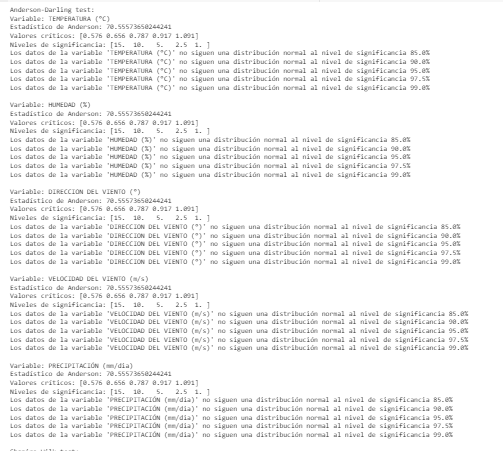 Anderson-Darling test:
Variable: TEMPERATURA (°C)
Estadístico de Anderson: 70.55573650244241
Valores críticos: [0.576 0.656 0.787 0.917 1.091]
Niveles de significancia: [15. 10. 5. 2.5 1. ]
Los datos de la variable 'TEMPERATURA (°C)' no siguen una distribución normal al nivel de significancia 85.0%
Los datos de la variable 'TEMPERATURA (°C)' no siguen una distribución normal al nivel de significancia 90.0%
Los datos de la variable 'TEMPERATURA (°C)' no siguen una distribución normal al nivel de significancia 95.0%
Los datos de la variable 'TEMPERATURA (°C)' no siguen una distribución normal al nivel de significancia 97.5%
Los datos de la variable 'TEMPERATURA (°C)' no siguen una distribución normal al nivel de significancia 99.0%
Variable: HUMEDAD (%)
Estadístico de Anderson: 70.55573650244241
Valores críticos: [0.576 0.656 0.787 0.917 1.091]
Niveles de significancia: [15. 10. 5. 2.5 1. ]
Los datos de la variable 'HUMEDAD (%)' no siguen una distribución normal al nivel de significancia 85.0%
Los datos de la variable 'HUMEDAD (%)' no siguen una distribución normal al nivel de significancia 90.0%
Los datos de la variable 'HUMEDAD (%)' no siguen una distribución normal al nivel de significancia 95.0%
Los datos de la variable 'HUMEDAD (%)' no siguen una distribución normal al nivel de significancia 97.5%
Los datos de la variable 'HUMEDAD (%)' no siguen una distribución normal al nivel de significancia 99.0%
Variable: DIRECCION DEL VIENTO (°)
Estadístico de Anderson: 70.55573650244241
Valores críticos: [0.576 0.656 0.787 0.917 1.091]
Niveles de significancia: [15. 10. 5. 2.5 1. ]
Los datos de la variable 'DIRECCION DEL VIENTO (°)' no siguen una distribución normal al nivel de significancia 85.0%
Los datos de la variable 'DIRECCION DEL VIENTO (°)' no siguen una distribución normal al nivel de significancia 90.0%
Los datos de la variable 'DIRECCION DEL VIENTO (°)' no siguen una distribución normal al nivel de significancia 95.0%
Los datos de la variable 'DIRECCION DEL VIENTO (°)' no siguen una distribución normal al nivel de significancia 97.5%
Los datos de la variable 'DIRECCION DEL VIENTO (°)' no siguen una distribución normal al nivel de significancia 99.0%
Variable: VELOCIDAD DEL VIENTO (m/s)
Estadístico de Anderson: 70.55573650244241
Valores críticos: [0.576 0.656 0.787 0.917 1.091]
Niveles de significancia: [15. 10. 5. 2.5 1. ]
Los datos de la variable 'VELOCIDAD DEL VIENTO (m/s)' no siguen una distribución normal al nivel de significancia 85.0%
Los datos de la variable 'VELOCIDAD DEL VIENTO (m/s)' no siguen una distribución normal al nivel de significancia 90.0%
Los datos de la variable 'VELOCIDAD DEL VIENTO (m/s)' no siguen una distribución normal al nivel de significancia 95.0%
Los datos de la variable 'VELOCIDAD DEL VIENTO (m/s)' no siguen una distribución normal al nivel de significancia 97.5%
Los datos de la variable 'VELOCIDAD DEL VIENTO (m/s)' no siguen una distribución normal al nivel de significancia 99.0%
Variable: PRECIPITACIÓN (mm/dia)
Estadístico de Anderson: 70.55573650244241
Valores críticos: [0.576 0.656 0.787 0.917 1.091]
Niveles de significancia: [15. 10. 5. 2.5 1. ]
Los datos de la variable 'PRECIPITACIÓN (mm/dia)' no siguen una distribución normal al nivel de significancia 85.0%
Los datos de la variable 'PRECIPITACIÓN (mm/dia)' no siguen una distribución normal al nivel de significancia 90.0%
Los datos de la variable 'PRECIPITACIÓN (mm/dia)' no siguen una distribución normal al nivel de significancia 95.0%
Los datos de la variable 'PRECIPITACIÓN (mm/dia)' no siguen una distribución normal al nivel de significancia 97.5%
Los datos de la variable 'PRECIPITACIÓN (mm/dia)' no siguen una distribución normal al nivel de significancia 99.0%